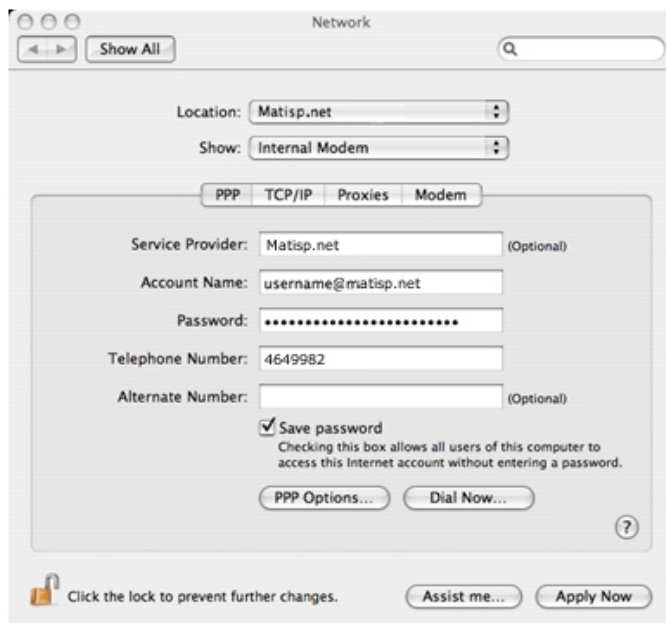 Network
Show All
Location: Matisp.net
Show: Internal Modem
PPP TCP/IP Proxies Modem
Service Provider: Matisp.net (Optional)
Account Name: username@matisp.net
Password: ••••••••••••••••••••••••
Telephone Number: 4649982
Alternate Number: (Optional)
Save password
Checking this box allows all users of this computer to
access this Internet account without entering a password.
PPP Options... Dial Now...
?
Click the lock to prevent further changes. Assist me... Apply Now